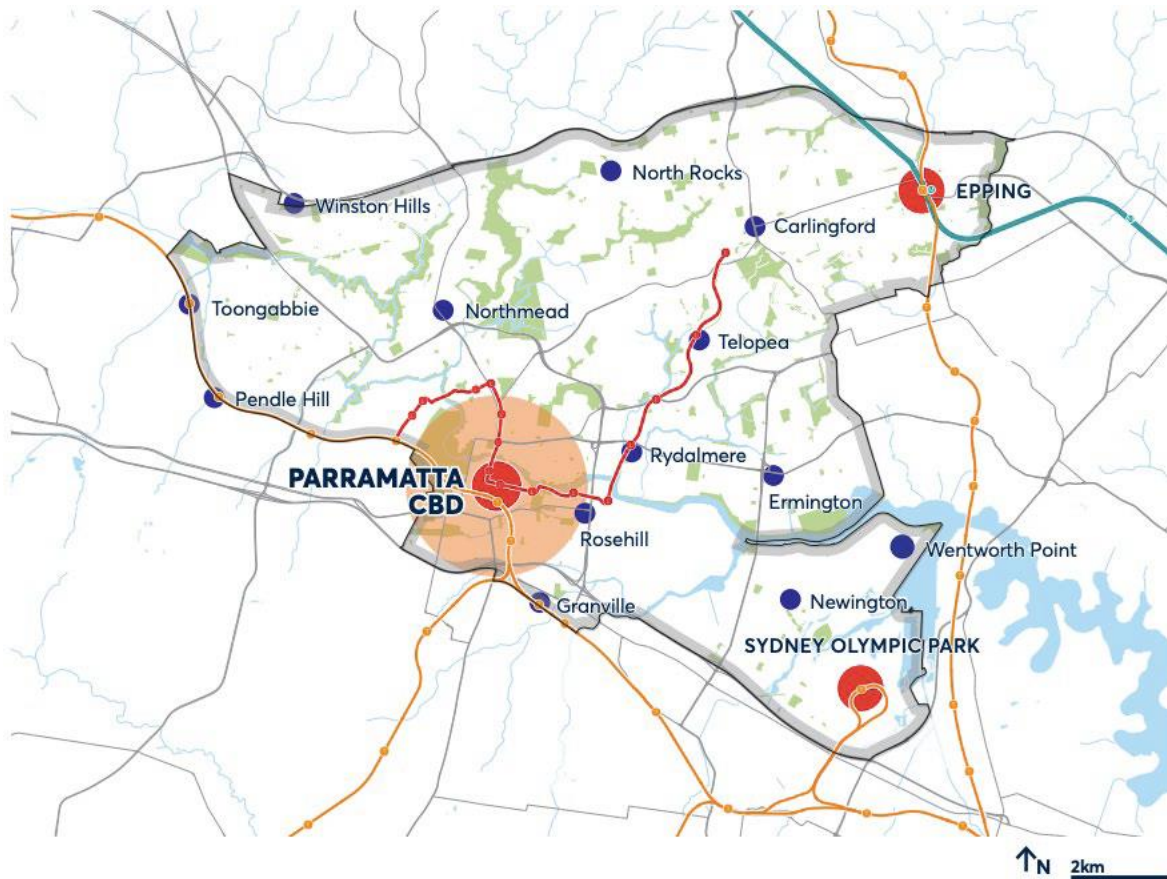 North Rocks
EPPING
Winston Hills
Carlingford
Toongabbie
Northmead
Telopea
Pendle Hill
PARRAMATTA
CBD
Rydalmere
Ermington
Rosehill
Wentworth Point
Granville
Newington
SYDNEY OLYMPIC PARK
N
2km